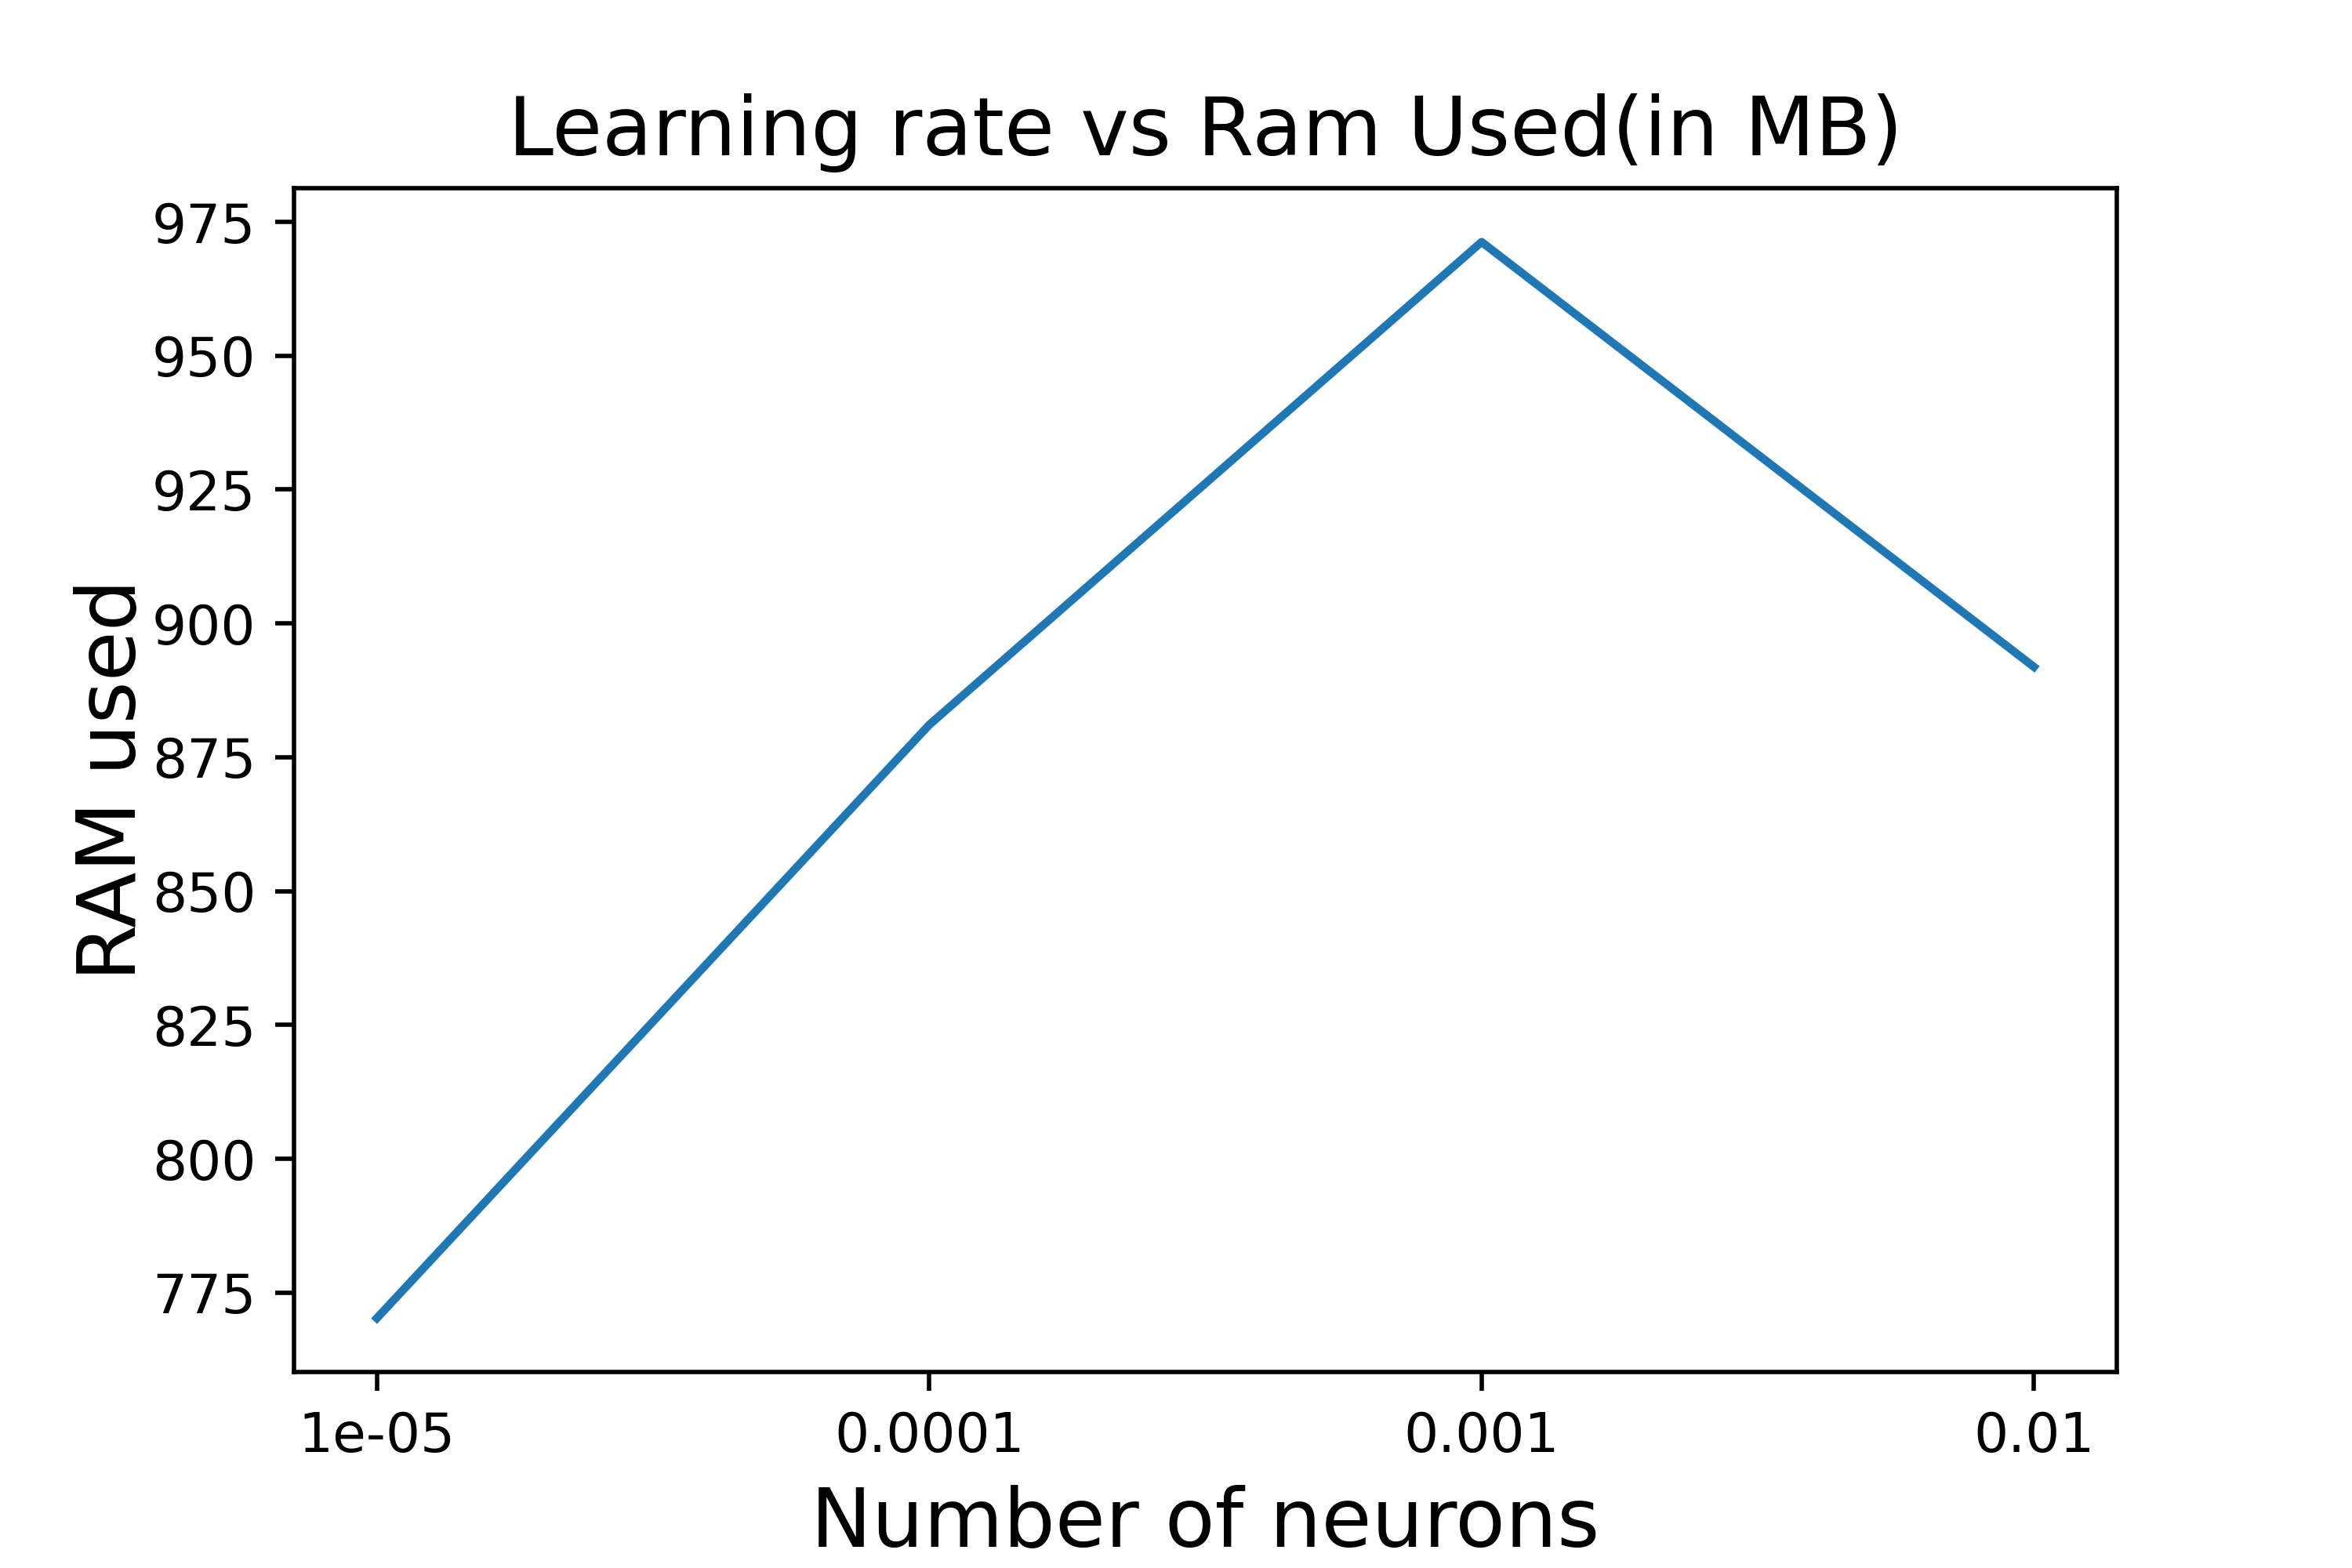 Learning rate vs Ram Used(in MB)
975
950
925
900
875
850
825
800
775
RAM used
1e-05 0.0001 0.001 0.01
Number of neurons